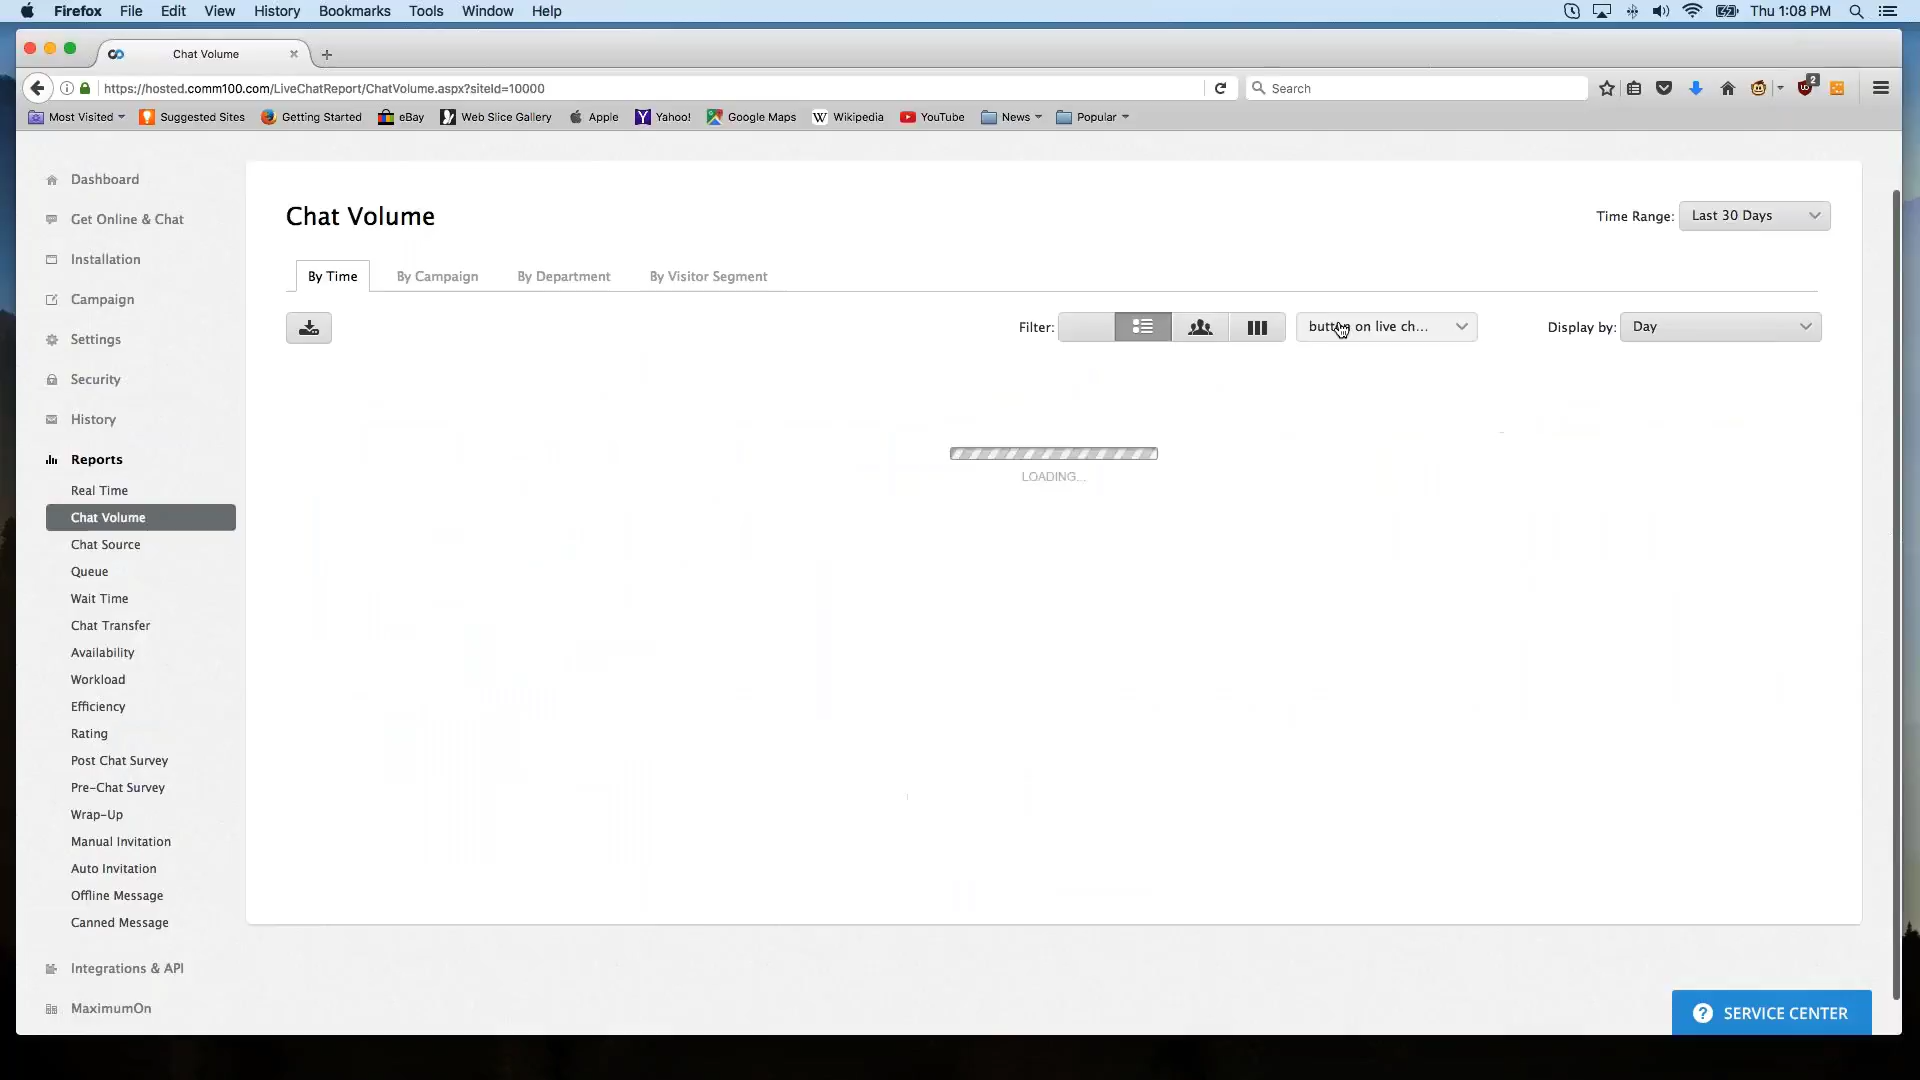 Firefox File Edit View History Bookmarks Tools Window Help Thu 1:08 PM
Chat Volume
https://hosted.comm100.com/LiveChatReport/ChatVolume.aspx?siteId=10000 Search 2
Most Visited Suggested Sites Getting Started eBay Web Slice Gallery Apple Yahoo! Google Maps Wikipedia YouTube News Popular
Dashboard
Get Online & Chat
Installation
Campaign
Settings
Security
History
Reports
Real Time
Chat Volume
Chat Source
Queue
Wait Time
Chat Transfer
Availability
Workload
Efficiency
Rating
Post Chat Survey
Pre-Chat Survey
Wrap-Up
Manual Invitation
Auto Invitation
Offline Message
Canned Message
Integrations & API
MaximumOn
Chat Volume
Time Range: Last 30 Days
By Time By Campaign By Department By Visitor Segment
Filter: on live ch... Display by: Day
LOADING...
? SERVICE CENTER